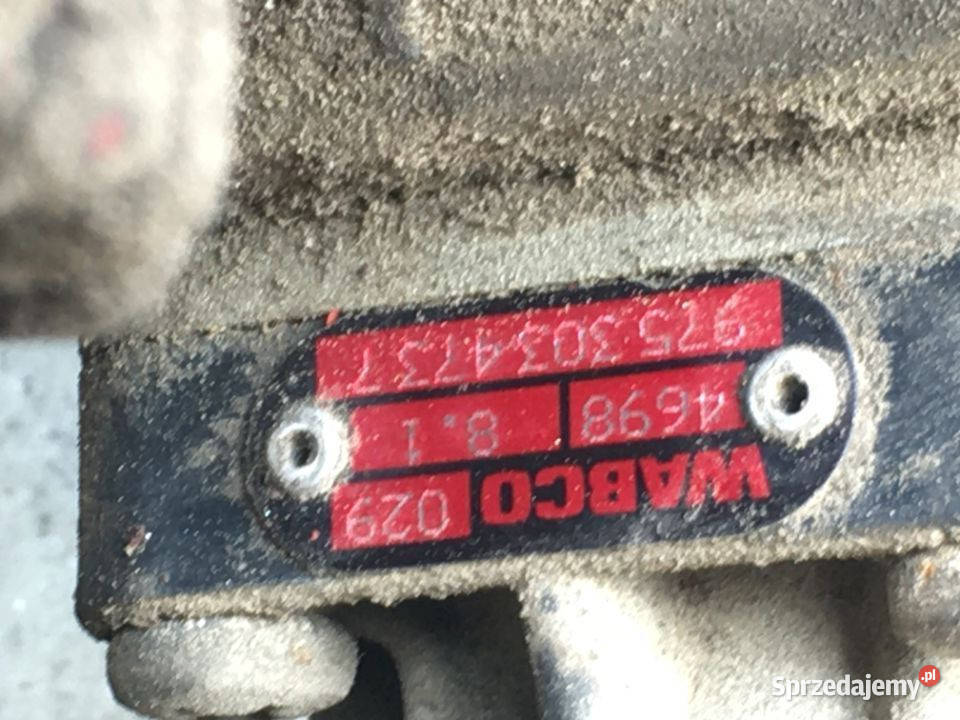 WABCO 029
4698 8.1
975 303 473 7
Sprzedajemy.pl